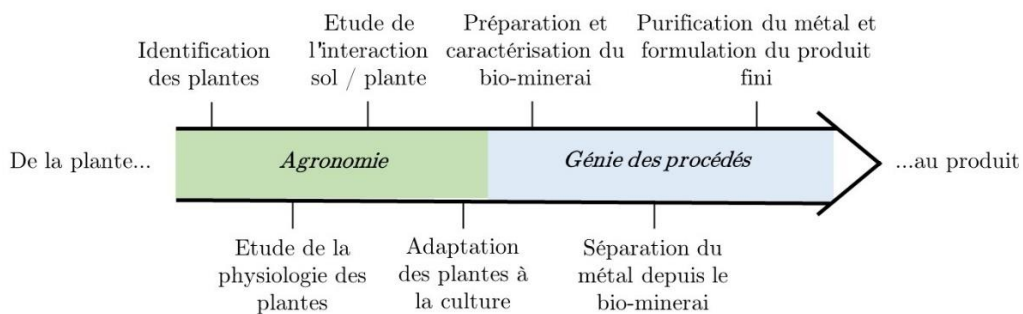 Identification
des plantes
Etude de
l'interaction
sol / plante
Préparation et
caractérisation du
bio-minerai
Purification du métal et
formulation du produit
fini
De la plante...
Agronomie
Génie des procédés
...au produit
Etude de la
physiologie des
plantes
Adaptation
des plantes à
la culture
Séparation du
métal depuis le
bio-minerai